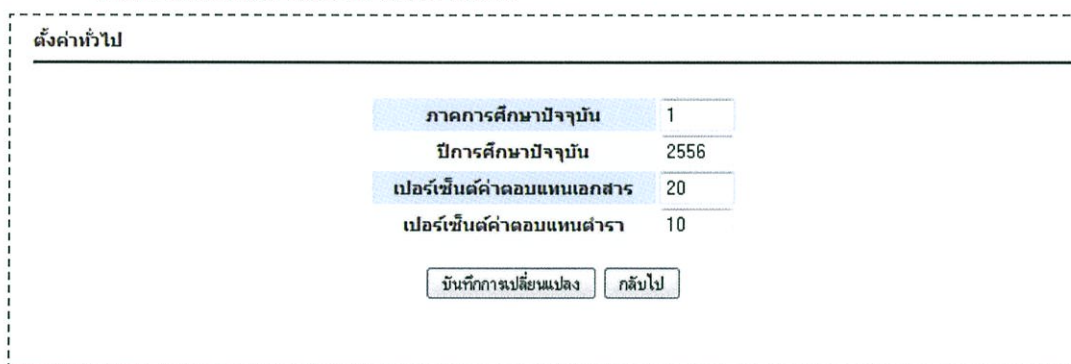 ตั้งค่าทั่วไป
ภาคการศึกษาปัจจุบัน 1
ปีการศึกษาปัจจุบัน 2556
เปอร์เซ็นต์ค่าตอบแทนเอกสาร 20
เปอร์เซ็นต์ค่าตอบแทนตำรา 10
บันทึกการเปลี่ยนแปลง กลับไป